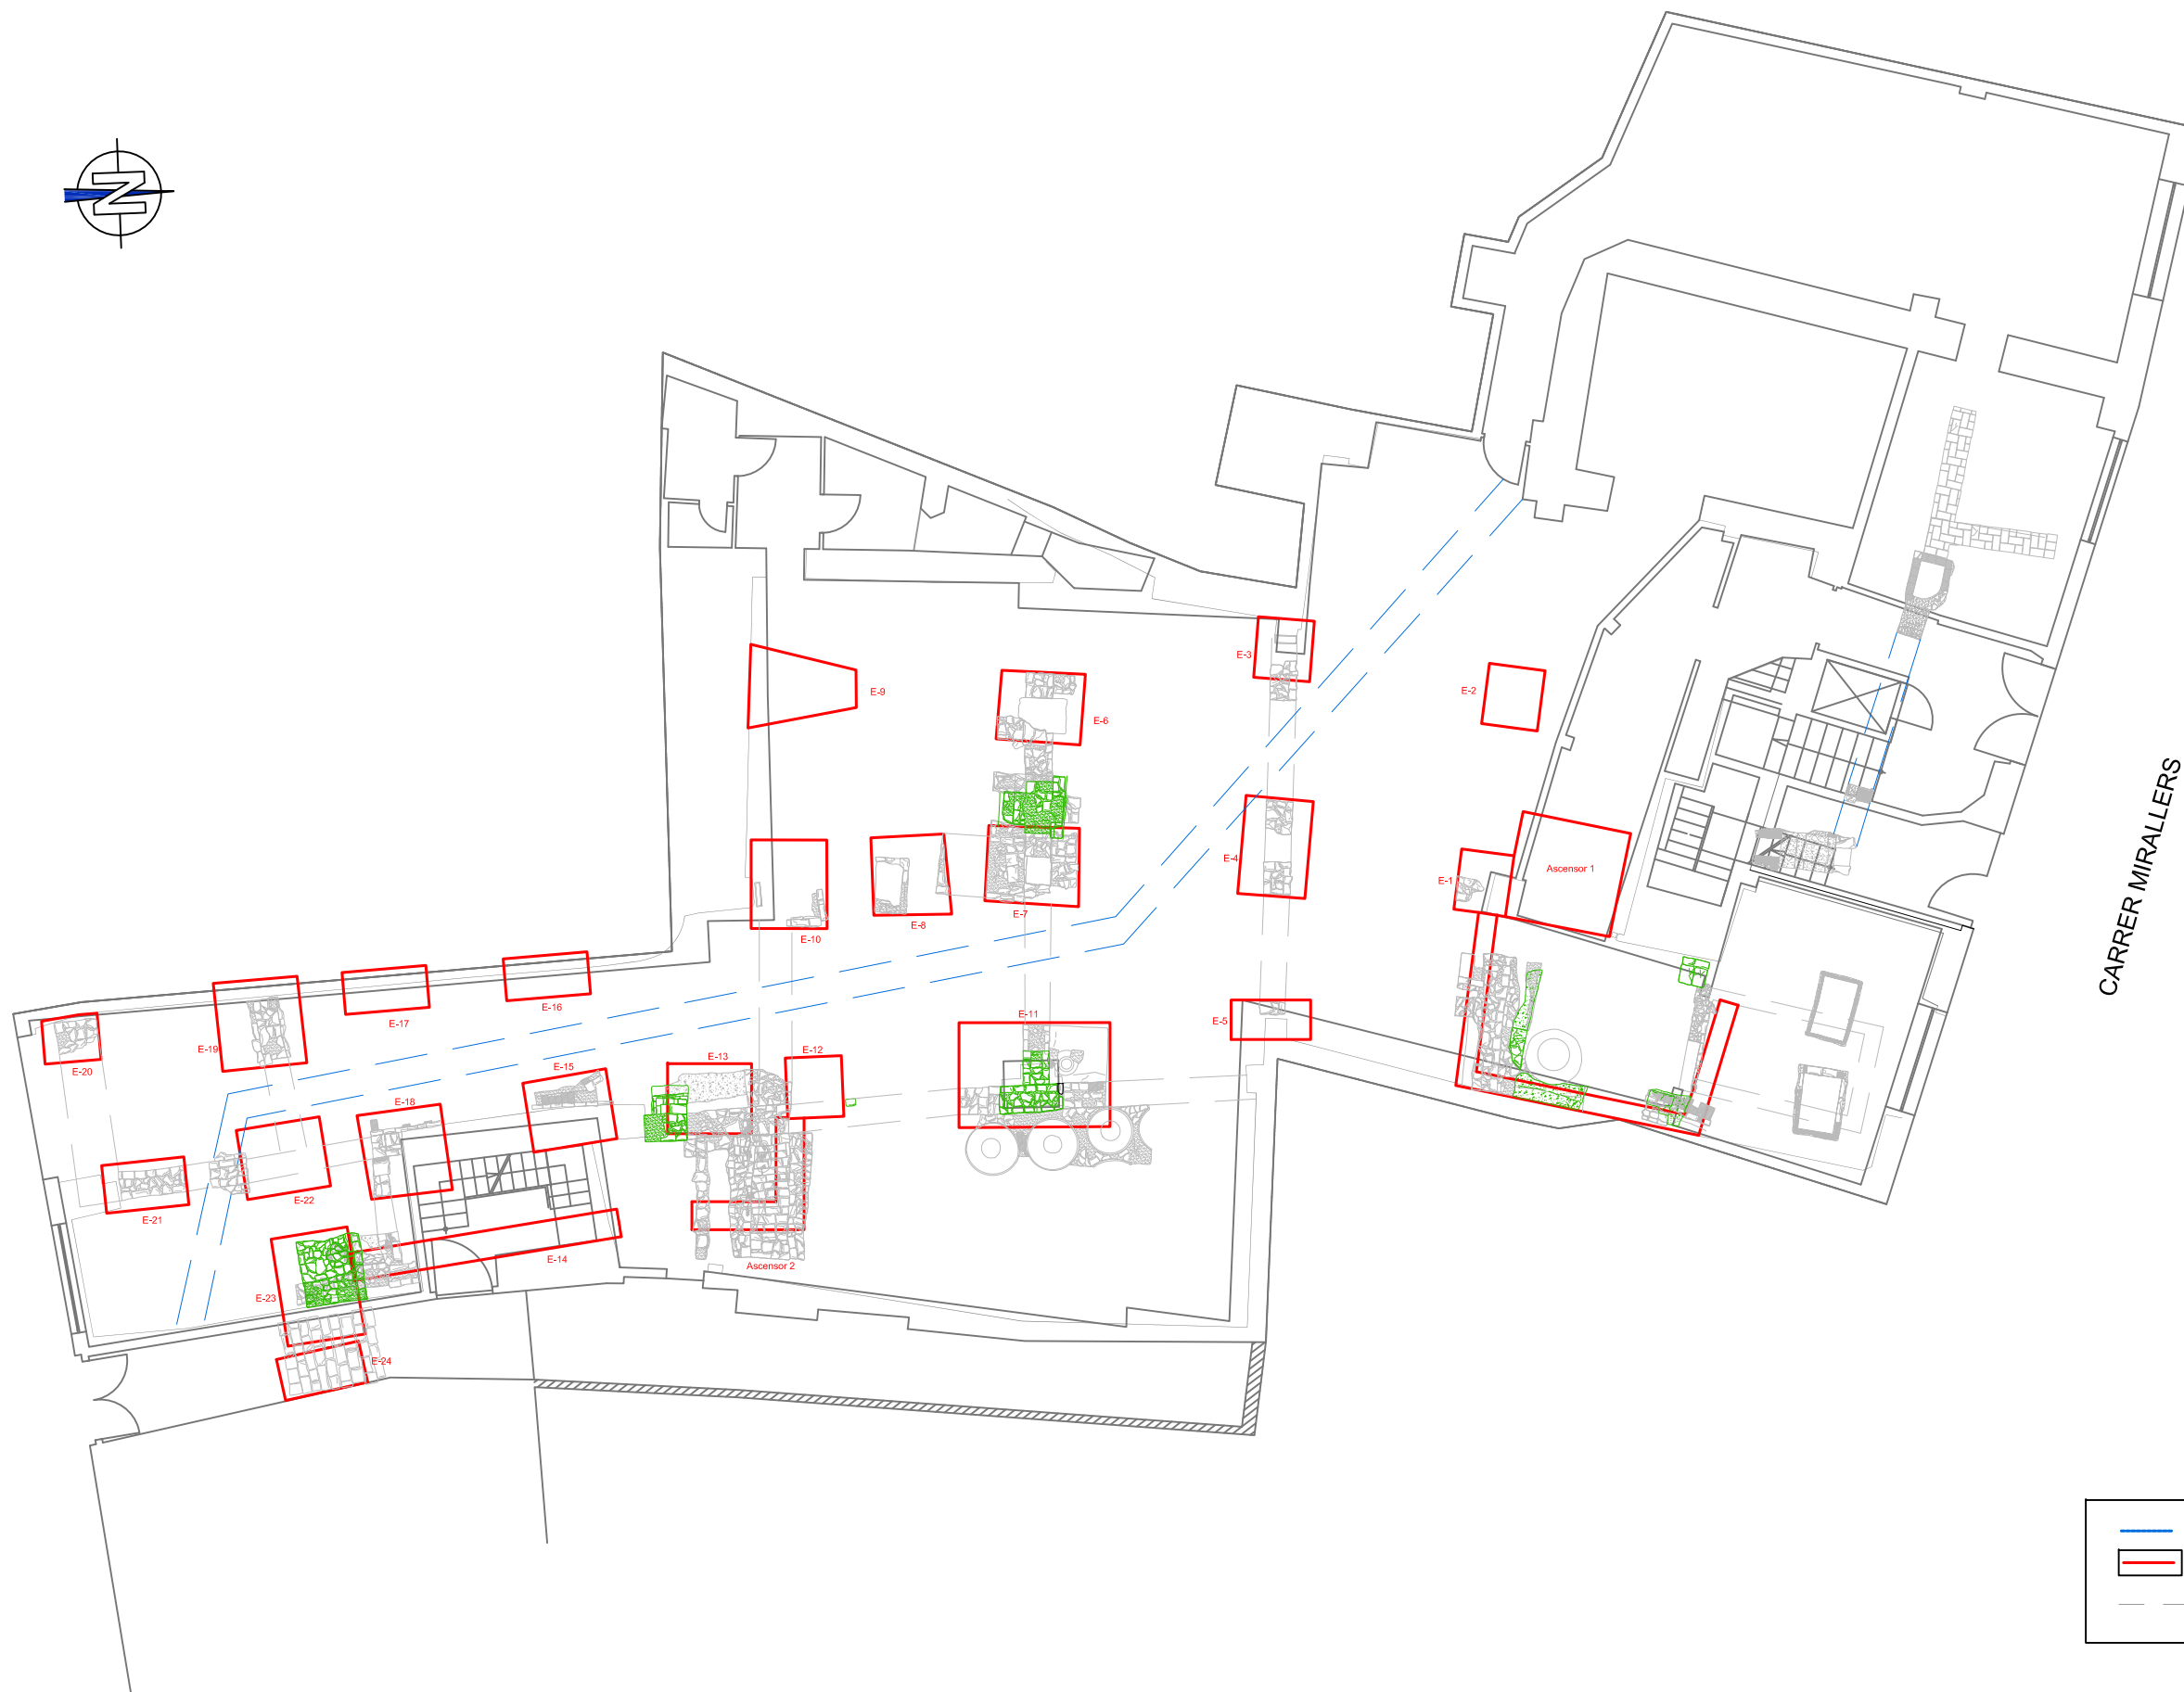 N
E-3
E-2
E-9
E-6
E-4
Ascensor 1
E-1
CARRER MIRALLERS
E-7
E-8
E-10
E-16
E-17
E-11
E-5
E-19
E-12
E-13
E-20
E-15
E-18
E-22
E-21
E-14
Ascensor 2
E-23
E-24